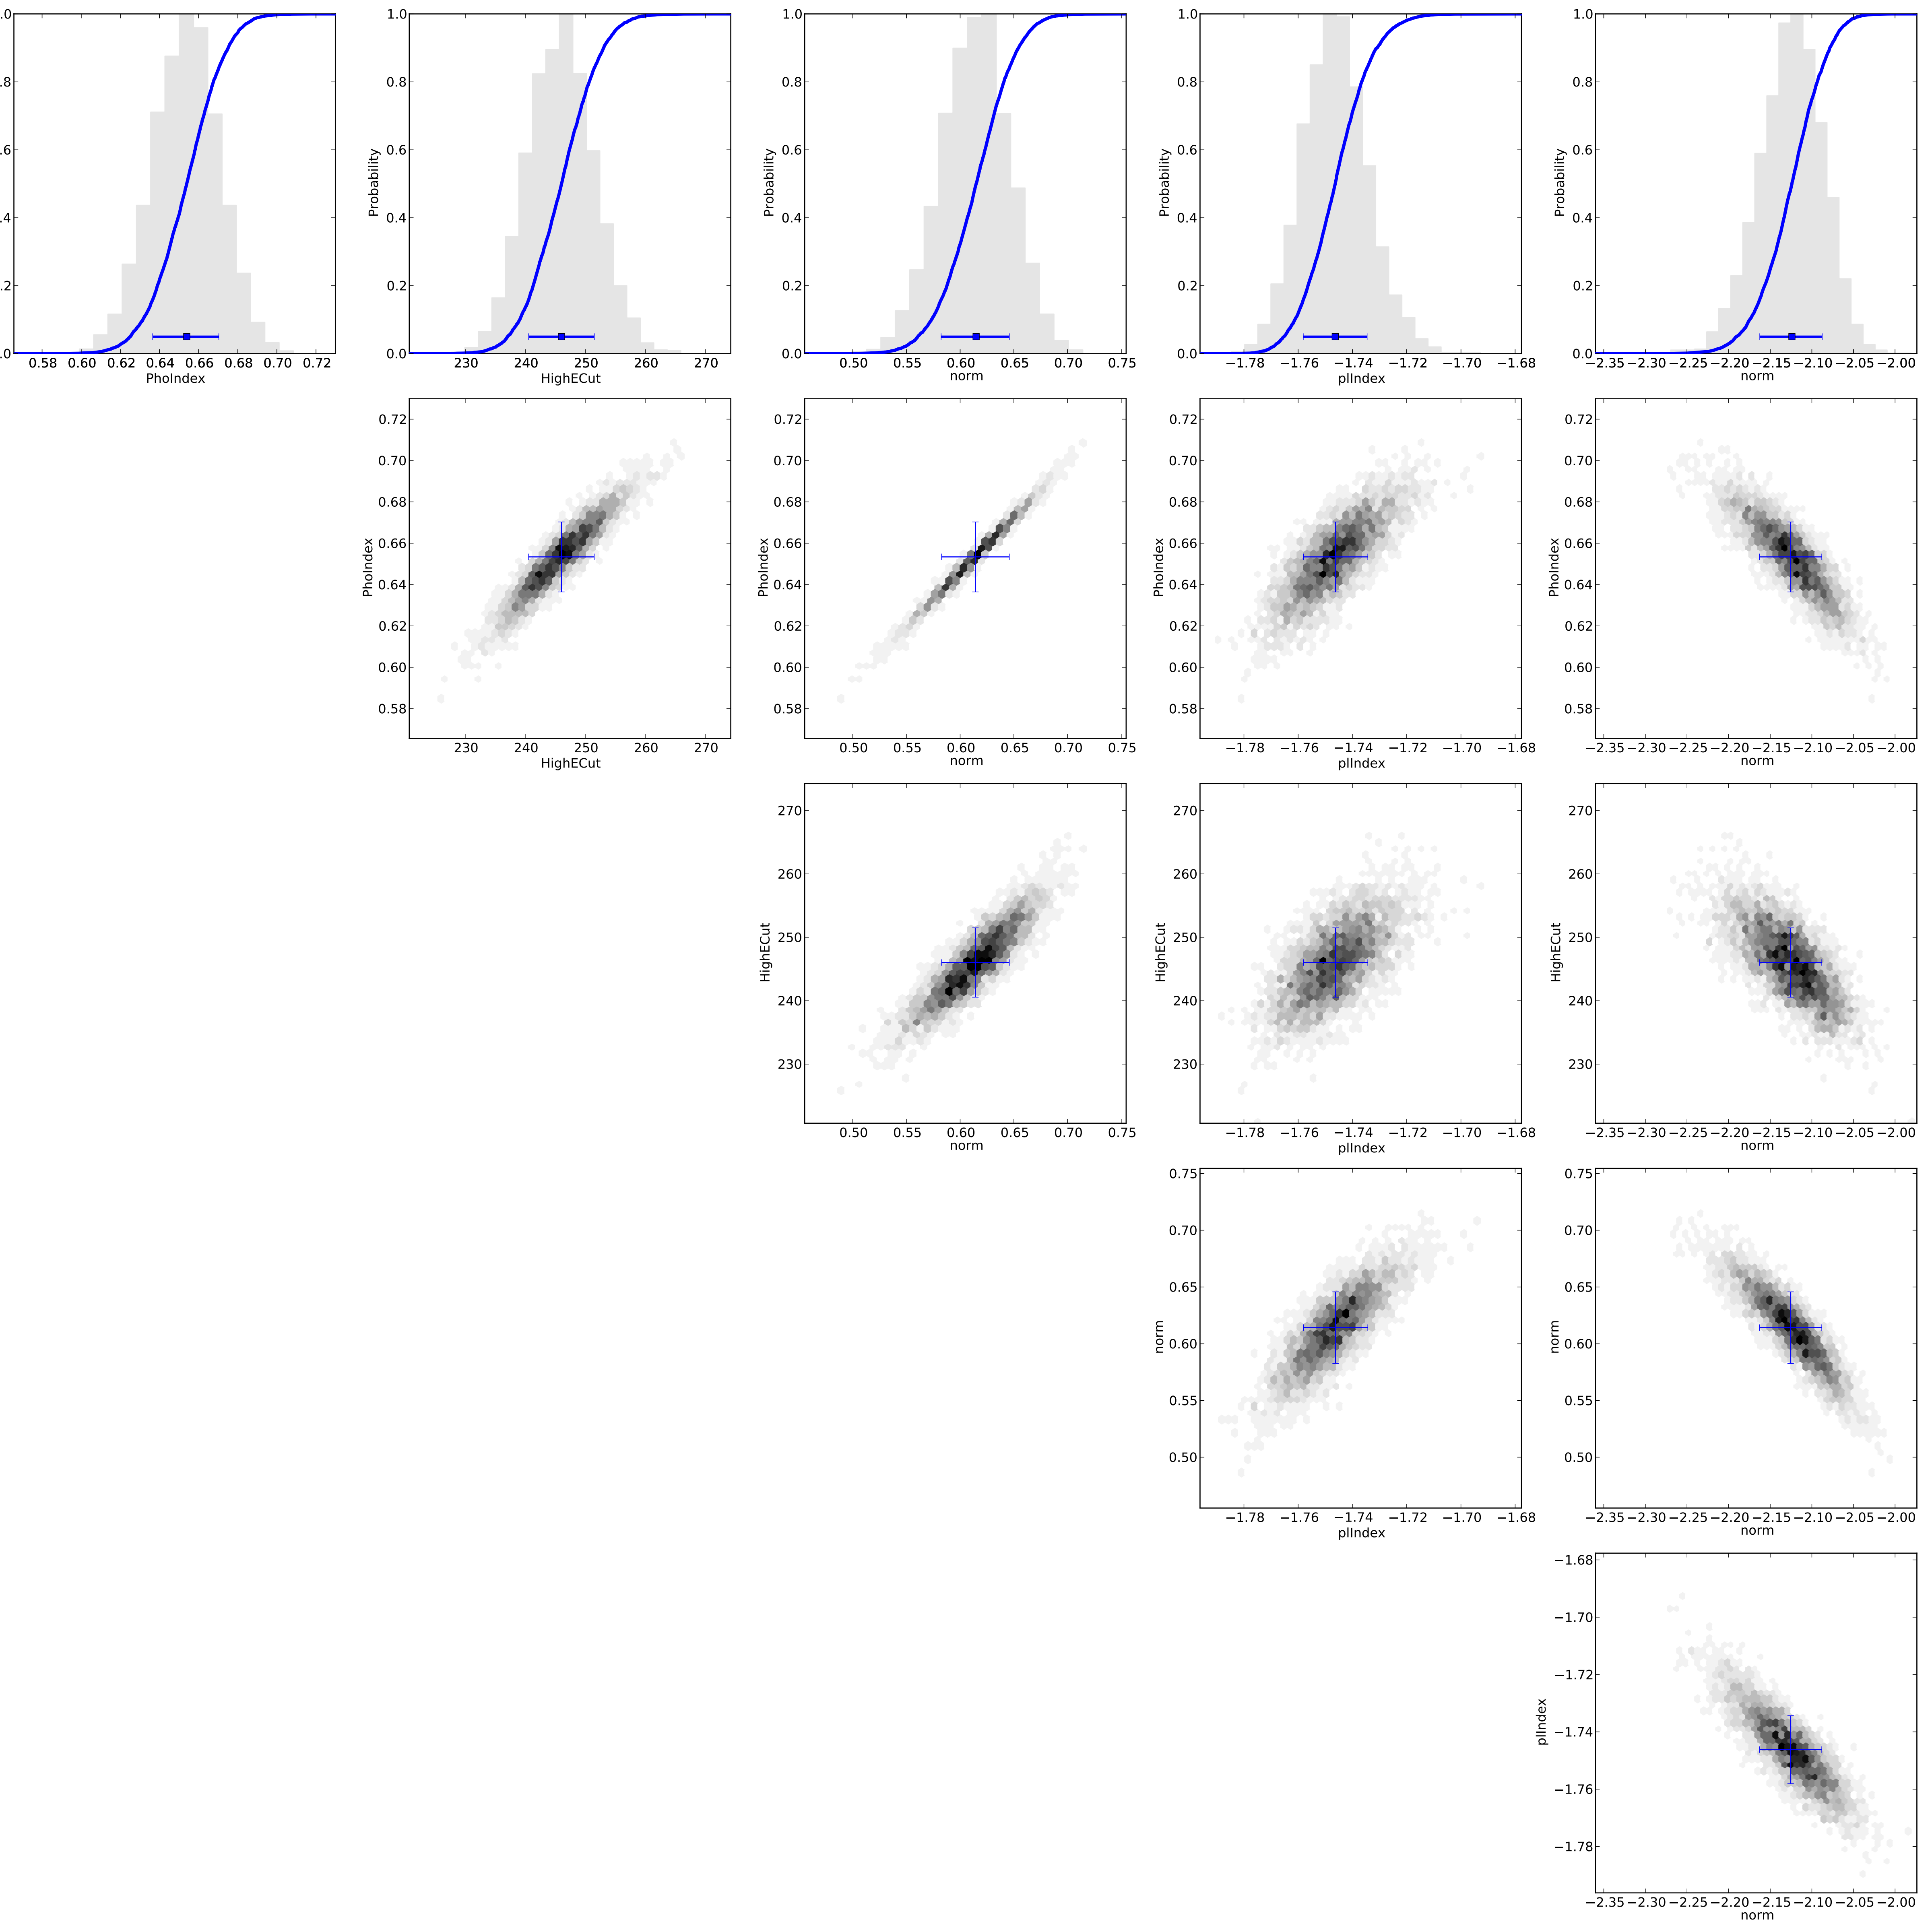 .0 1.0 1.0 1.0 1.0
.8 0.8 0.8 0.8 0.8
.6 0.6 0.6 0.6 0.6
Probability Probability Probability Probability
.4 0.4 0.4 0.4 0.4
.2 0.2 0.2 0.2 0.2
.0 0.0 0.0 0.0 0.0
0.58 0.60 0.62 0.64 0.66 0.68 0.70 0.72 230 240 250 260 270 0.50 0.55 0.60 0.65 0.70 0.75 −1.78 −1.76 −1.74 −1.72 −1.70 −1.68 −2.35 −2.30 −2.25 −2.20 −2.15 −2.10 −2.05 −2.00
PhoIndex HighECut norm plIndex norm
0.72 0.72 0.72 0.72
0.70 0.70 0.70 0.70
0.68 0.68 0.68 0.68
0.66 0.66 0.66 0.66
PhoIndex PhoIndex PhoIndex PhoIndex
0.64 0.64 0.64 0.64
0.62 0.62 0.62 0.62
0.60 0.60 0.60 0.60
0.58 0.58 0.58 0.58
230 240 250 260 270 0.50 0.55 0.60 0.65 0.70 0.75 −1.78 −1.76 −1.74 −1.72 −1.70 −1.68 −2.35 −2.30 −2.25 −2.20 −2.15 −2.10 −2.05 −2.00
HighECut norm plIndex norm
270 270 270
260 260 260
250 250 250
HighECut HighECut HighECut
240 240 240
230 230 230
0.50 0.55 0.60 0.65 0.70 0.75 −1.78 −1.76 −1.74 −1.72 −1.70 −1.68 −2.35 −2.30 −2.25 −2.20 −2.15 −2.10 −2.05 −2.00
norm plIndex norm
0.75 0.75
0.70 0.70
0.65 0.65
norm norm
0.60 0.60
0.55 0.55
0.50 0.50
−1.78 −1.76 −1.74 −1.72 −1.70 −1.68 −2.35 −2.30 −2.25 −2.20 −2.15 −2.10 −2.05 −2.00
plIndex norm
−1.68
−1.70
−1.72
plIndex
−1.74
−1.76
−1.78
−2.35 −2.30 −2.25 −2.20 −2.15 −2.10 −2.05 −2.00
norm